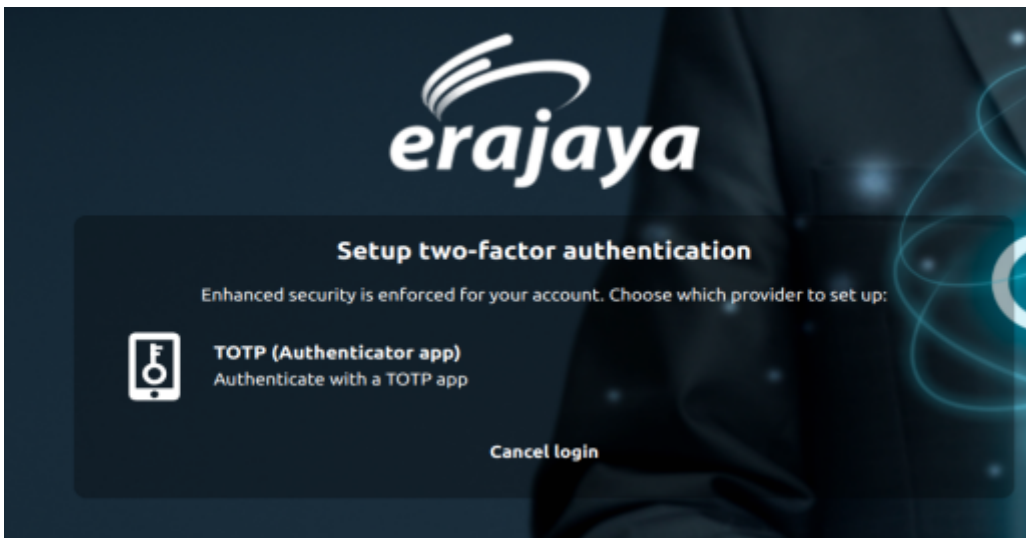 erajaya
Setup two-factor authentication
Enhanced security is enforced for your account. Choose which provider to set up:
TOTP (Authenticator app)
Authenticate with a TOTP app
Cancel login